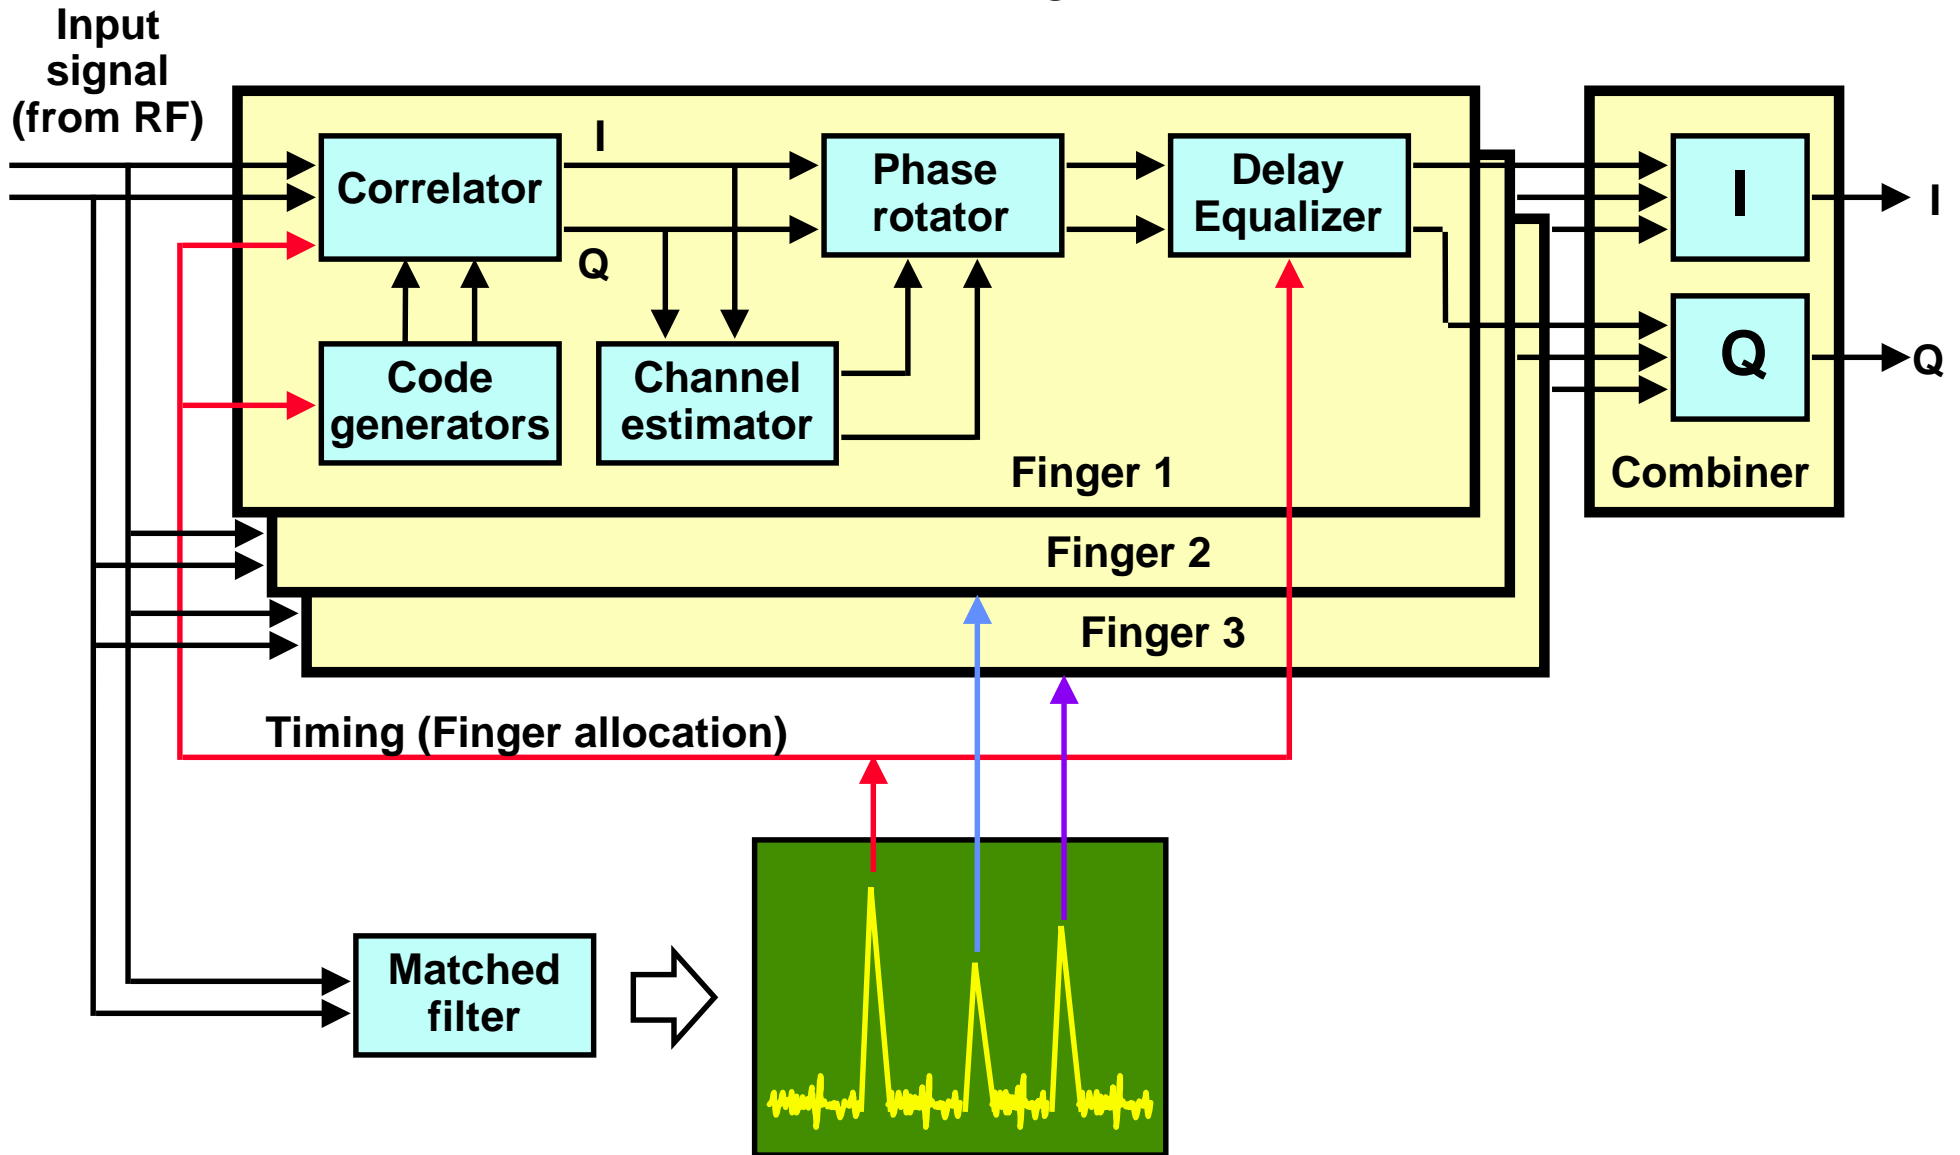 Input
signal
(from RF)
I
Correlator
Phase
rotator
Delay
Equalizer
I
I
Q
Code
generators
Channel
estimator
Q
Q
Finger 1
Combiner
Finger 2
Finger 3
Timing (Finger allocation)
Matched
filter